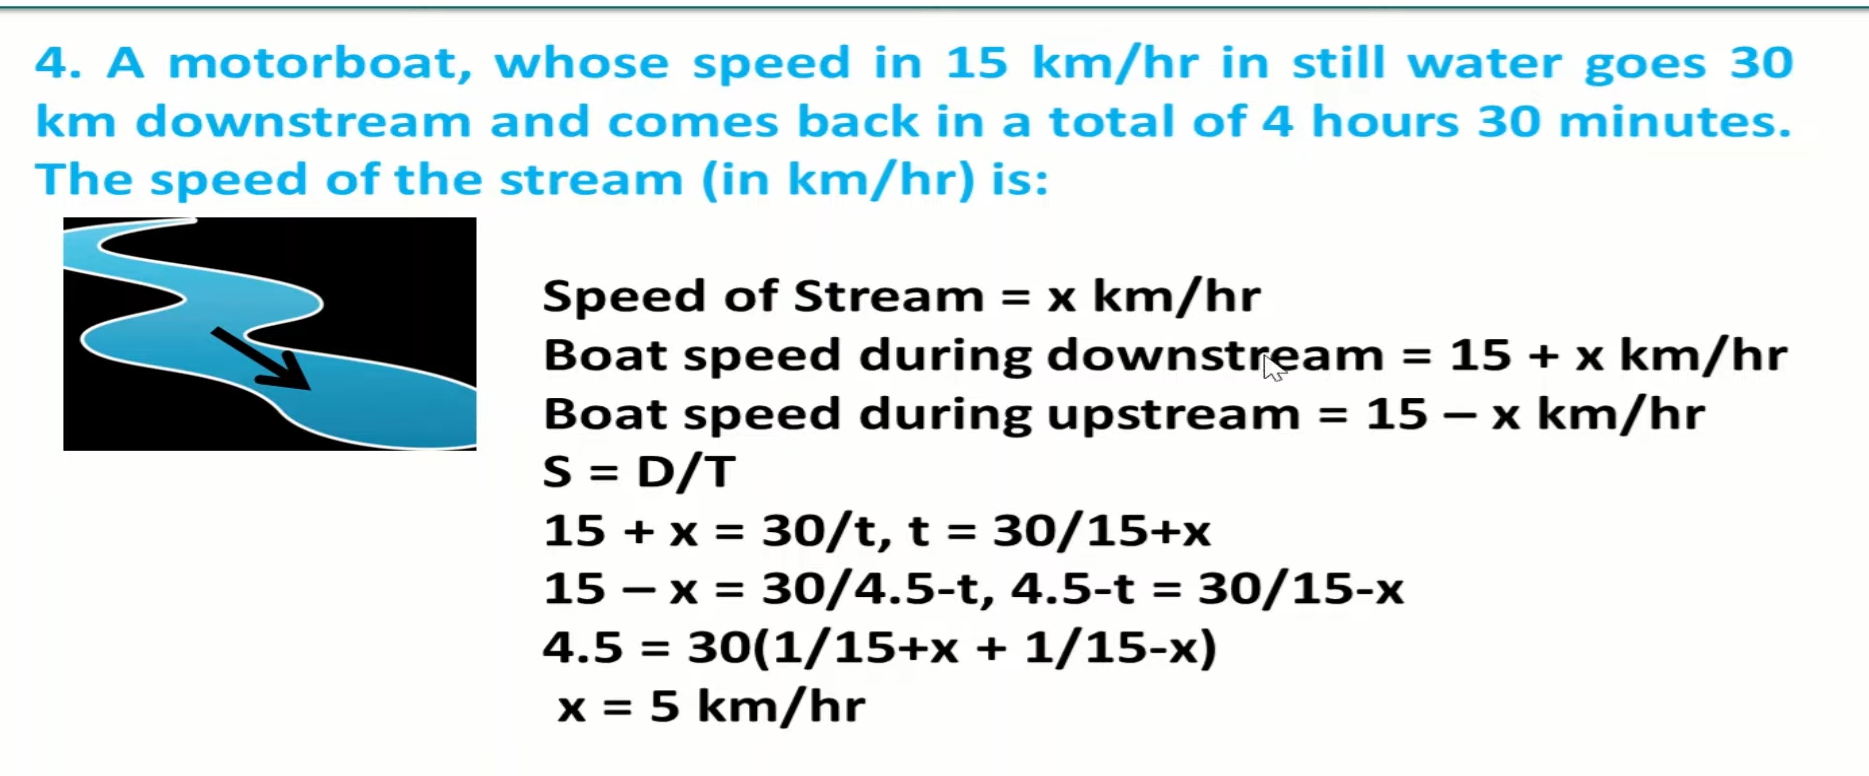 4. A motorboat, whose speed in 15 km/hr in still water goes 30
km downstream and comes back in a total of 4 hours 30 minutes.
The speed of the stream (in km/hr) is:
Speed of Stream = x km/hr
Boat speed during downstream = 15 + x km/hr
Boat speed during upstream = 15 – x km/hr
S = D/T
15 + x = 30/t, t = 30/15+x
15 – x = 30/4.5-t, 4.5-t = 30/15-x
4.5 = 30(1/15+x + 1/15-x)
x = 5 km/hr